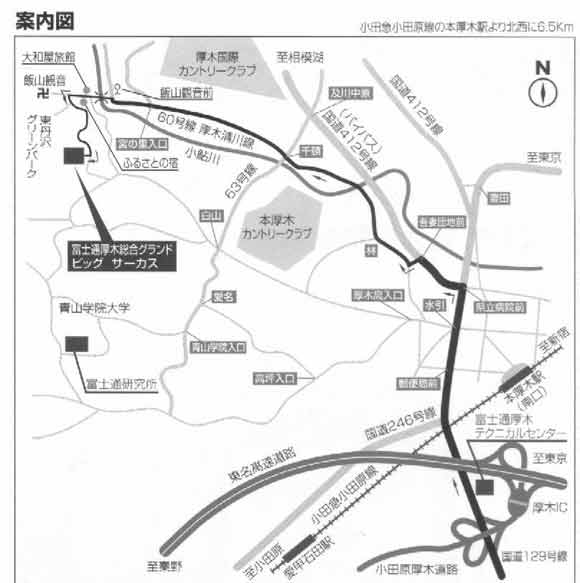 案内図
小田急小田原線の本厚木駅より北西に6.5Km
大和屋旅館
飯山観音
卍
飯山観音前
厚木国際
カントリークラブ
至相模湖
及川中原
国道412号線
(バイパス)
国道412号線
N
至東京
東丹沢
グリーンパーク
宮の里入口
ふるさとの宿
60号線 厚木清川線
小鮎川
63号線
千頭
妻田
白山
本厚木
カントリークラブ
林
吾妻団地前
富士通厚木総合グランド
ビッグ サーカス
愛名
厚木高入口
水引
県立病院前
青山学院大学
青山学院入口
富士通研究所
高坪入口
郵便局前
至新宿
本厚木駅
(南口)
国道246号線
富士通厚木
テクニカルセンター
東名高速道路
小田急小田原線
至東京
厚木IC
至秦野
至小田原
愛甲石田駅
小田原厚木道路
国道129号線